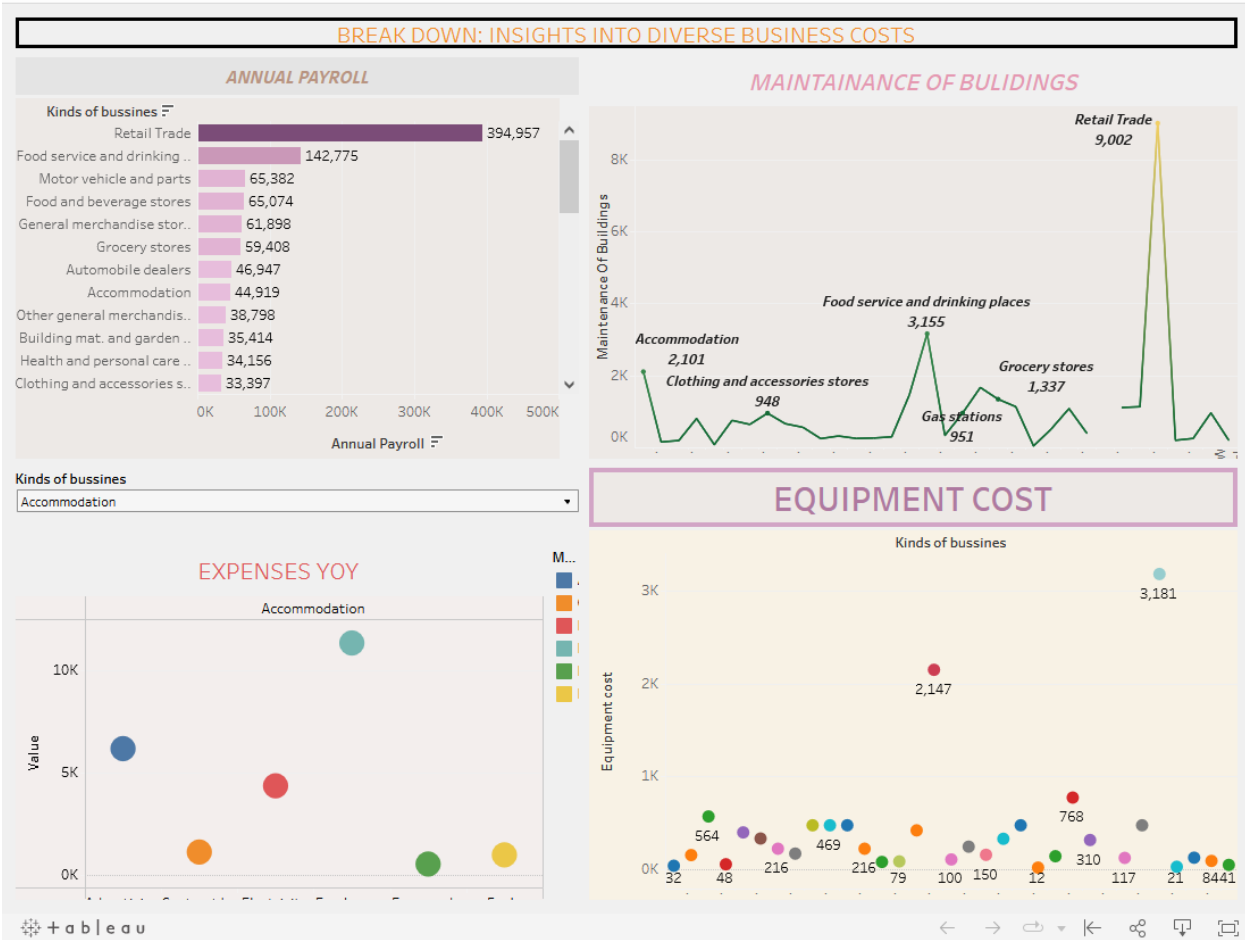 BREAK DOWN: INSIGHTS INTO DIVERSE BUSINESS COSTS
ANNUAL PAYROLL
Kinds of bussines
Retail Trade 394,957
Food service and drinking .. 142,775
Motor vehicle and parts 65,382
Food and beverage stores 65,074
General merchandise stor.. 61,898
Grocery stores 59,408
Automobile dealers 46,947
Accommodation 44,919
Other general merchandis.. 38,798
Building mat. and garden .. 35,414
Health and personal care .. 34,156
Clothing and accessories s.. 33,397
0K 100K 200K 300K 400K 500K
Annual Payroll
MAINTAINANCE OF BULIDINGS
Maintenance Of Buildings
8K
6K
4K
2K
0K
Retail Trade
9,002
Food service and drinking places
3,155
Accommodation
2,101
Grocery stores
1,337
Clothing and accessories stores
948
Gas stations
951
Kinds of bussines
Accommodation
EXPENSES YOY
M...
Accommodation
Value
10K
5K
0K
EQUIPMENT COST
Kinds of bussines
Equipment cost
3K
2K
1K
0K
3,181
2,147
768
564
469
310
216
216
32
48
79
100
150
12
117
21
84
41
+ a b l e a u